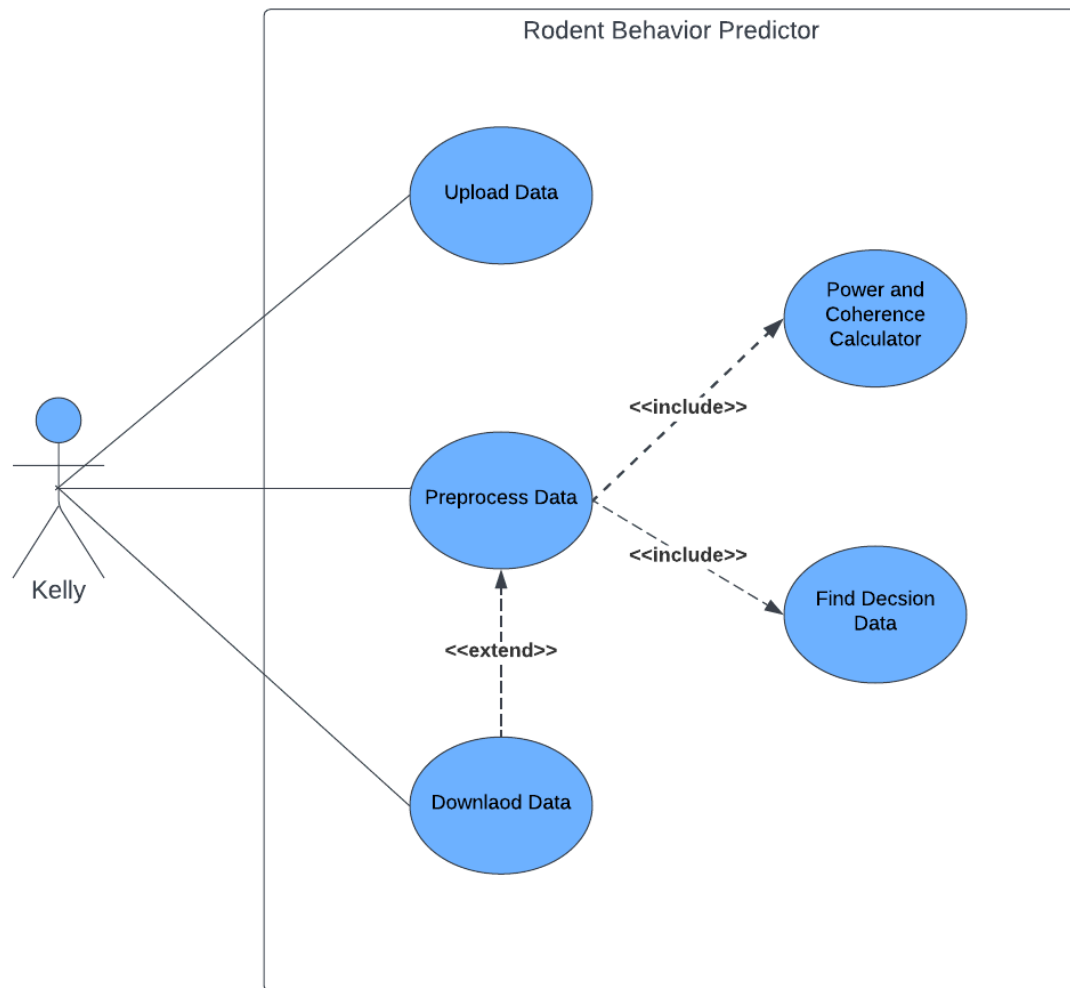 Rodent Behavior Predictor
Upload Data
Power and
Coherence
Calculator
<<include>>
Preprocess Data
<<include>>
Kelly
Find Decsion
Data
<<extend>>
Downlaod Data